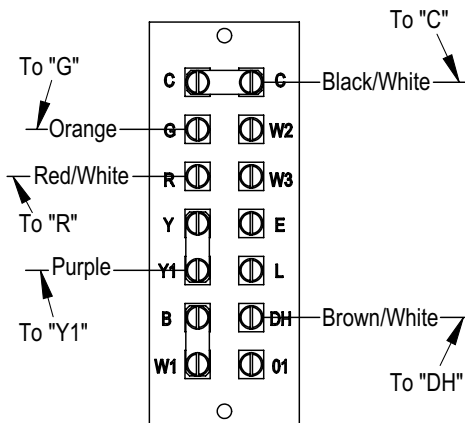 To "C"
To "G"
C C Black/White
Orange G W2
Red/White R W3
To "R"
Y E
Purple Y1 L
To "Y1"
B DH Brown/White
W1 01
To "DH"